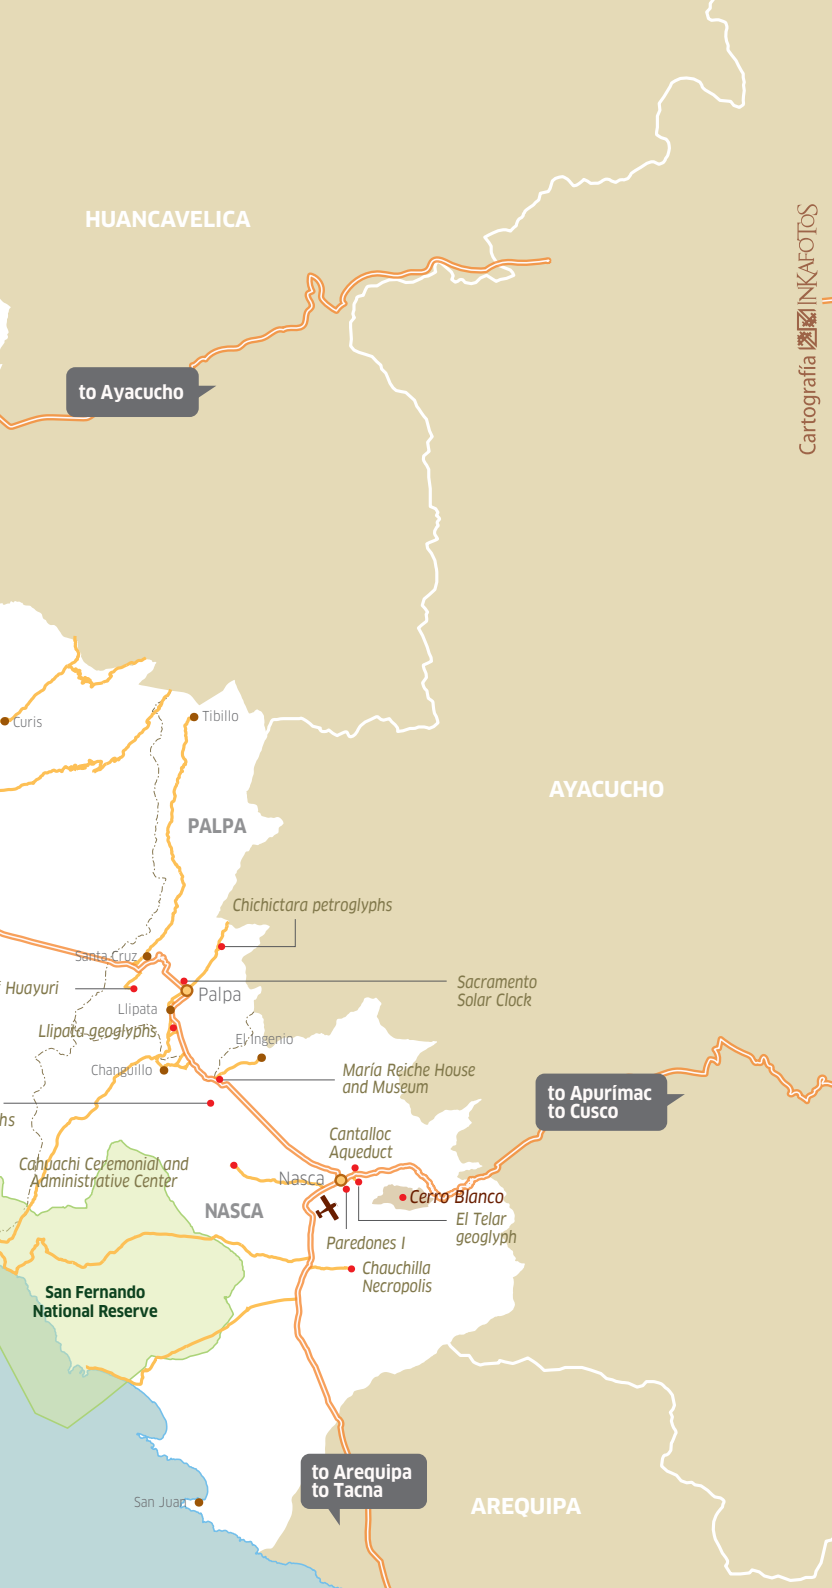 HUANCAVELICA
Cartografía INKAFOTOS
to Ayacucho
Curis
Tibillo
AYACUCHO
PALPA
Chichictara petroglyphs
Santa Cruz
Huayuri
Sacramento
Solar Clock
Palpa
Llipata
Llipata geoglyphs
El Ingenio
Changuillo
María Reiche House
and Museum
to Apurímac
to Cusco
hs
Cantalloc
Aqueduct
Cahuachi Ceremonial and
Administrative Center
Nasca
Cerro Blanco
NASCA
El Telar
geoglyph
Paredones I
Chauchilla
Necropolis
San Fernando
National Reserve
to Arequipa
to Tacna
San Juan
AREQUIPA